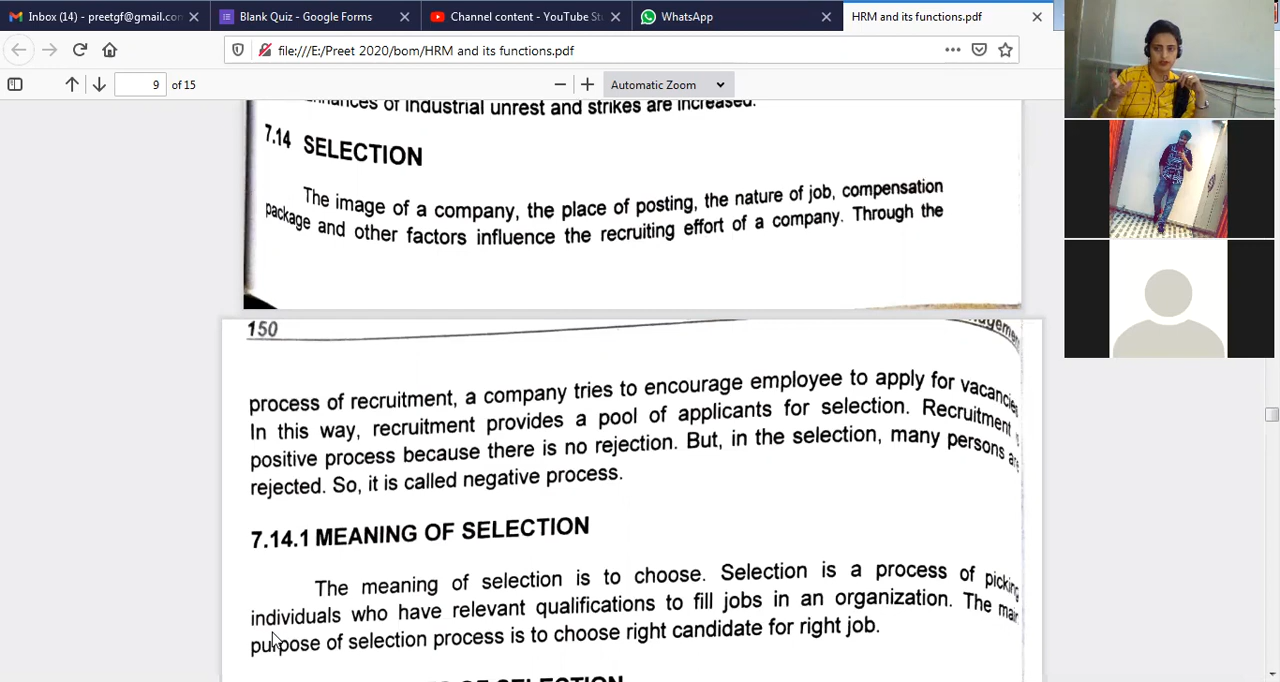 Inbox (14) - preetgf@gmail.con
Blank Quiz - Google Forms
Channel content - YouTube St
WhatsApp
HRM and its functions.pdf
file:///E:/Preet 2020/bom/HRM and its functions.pdf
9 of 15
Automatic Zoom
of industrial unrest and strikes are increased.
7.14 SELECTION
The image of a company, the place of posting, the nature of job, compensation
package and other factors influence the recruiting effort of a company. Through the
150
process of recruitment, a company tries to encourage employee to apply for vacancies
In this way, recruitment provides a pool of applicants for selection. Recruitment
positive process because there is no rejection. But, in the selection, many persons are
rejected. So, it is called negative process.
7.14.1 MEANING OF SELECTION
The meaning of selection is to choose. Selection is a process of picking
individuals who have relevant qualifications to fill jobs in an organization. The main
purpose of selection process is to choose right candidate for right job.
OF SELECTION